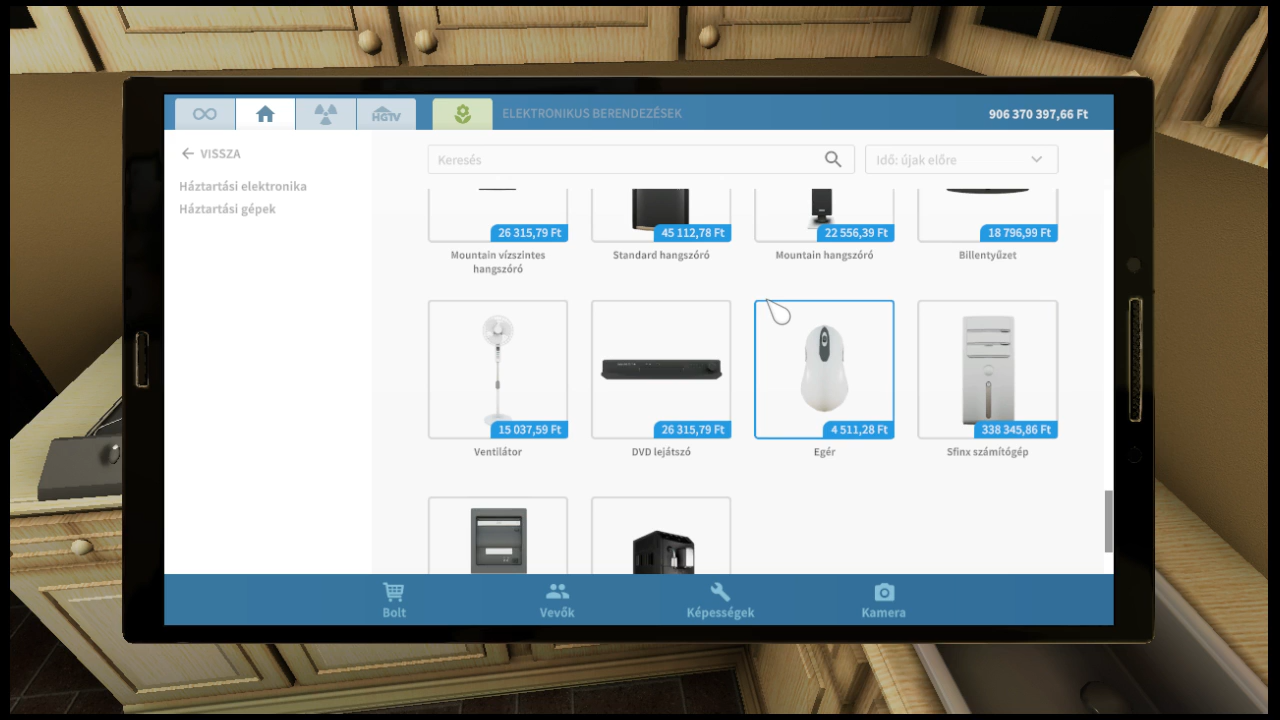 HGTV
ELEKTRONIKUS BERENDEZÉSEK
906 370 397,66 Ft
VISSZA
Háztartási elektronika
Háztartási gépek
Keresés
Idő: újak előre
26 315,79 Ft
45 112,78 Ft
22 556,39 Ft
18 796,99 Ft
Mountain vízszintes
hangszóró
Standard hangszóró
Mountain hangszóró
Billentyűzet
15 037,59 Ft
26 315,79 Ft
4 511,28 Ft
338 345,86 Ft
Ventilátor
DVD lejátszó
Egér
Sfinx számítógép
Bolt
Vevők
Képességek
Kamera